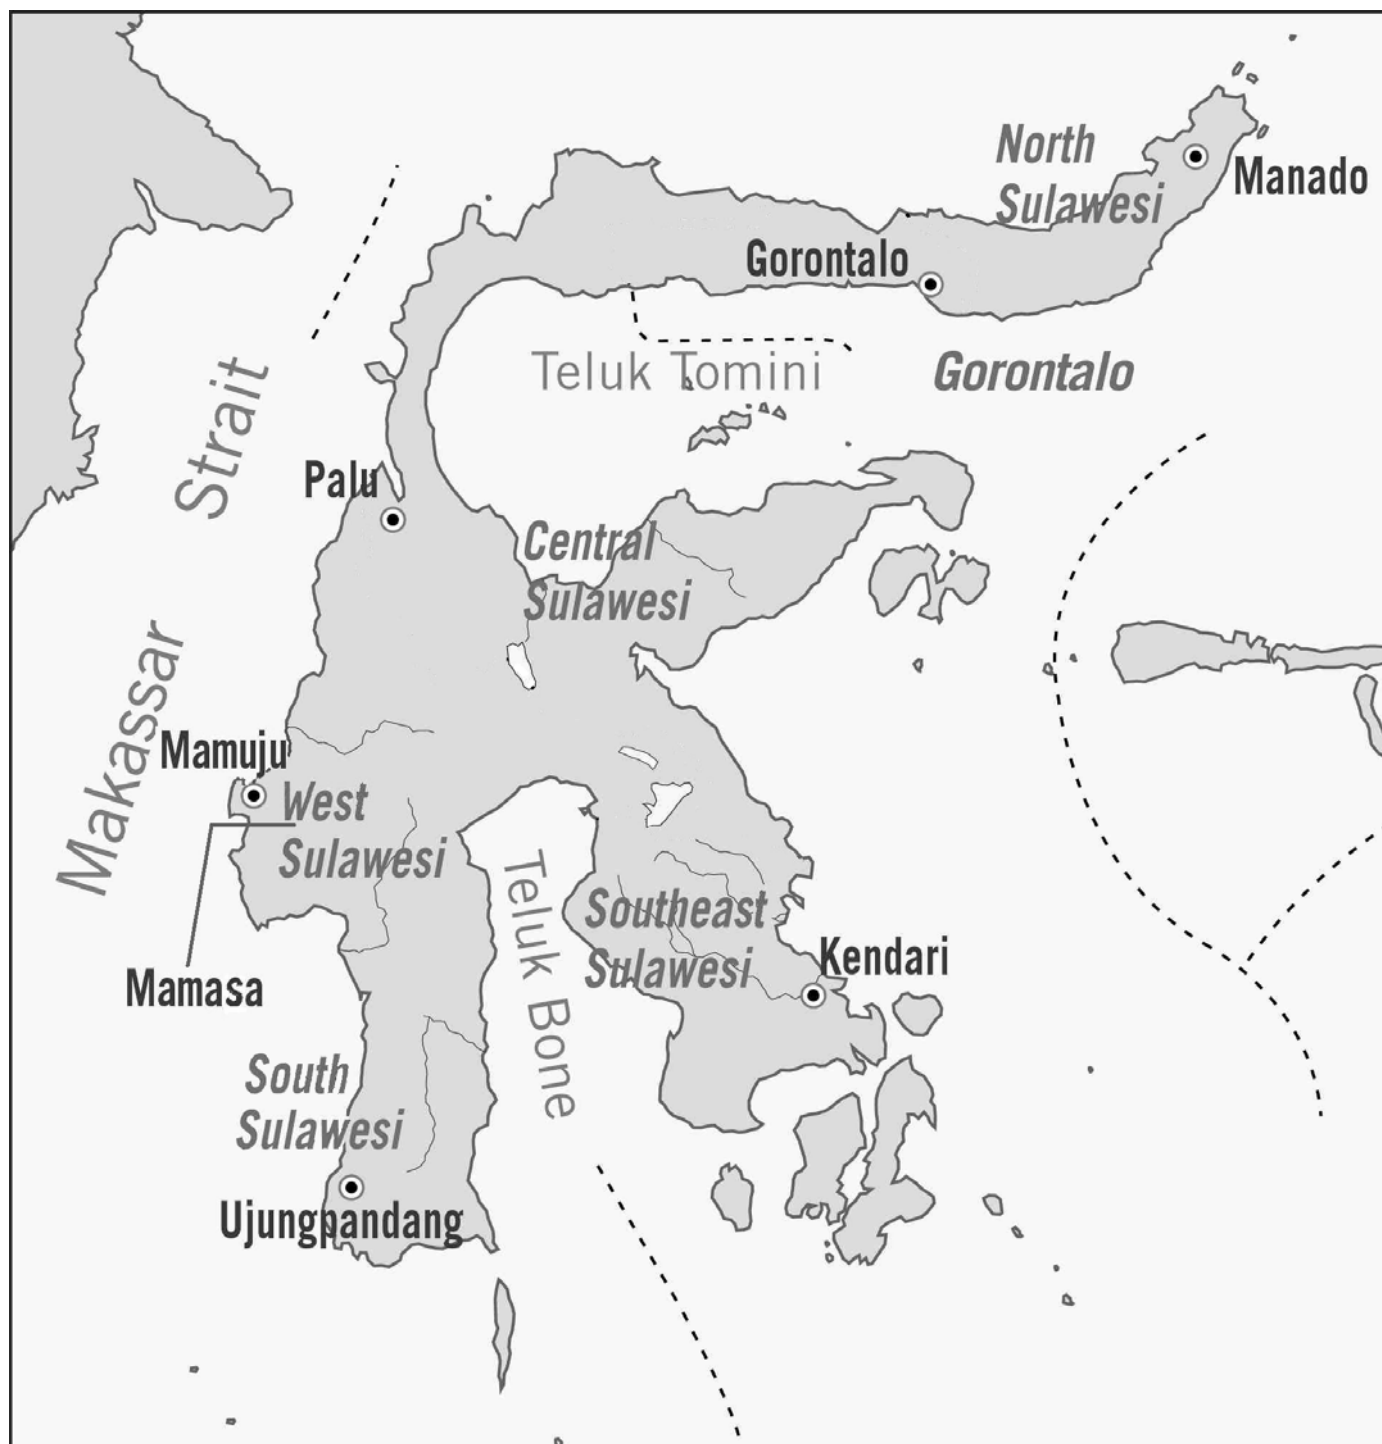 North
Sulawesi
Manado
Gorontalo
Teluk Tomini
Gorontalo
Strait
Palu
Central
Sulawesi
Makassar
Mamuju
West
Sulawesi
Teluk Bone
Southeast
Sulawesi
Kendari
Mamasa
South
Sulawesi
Ujungpandang